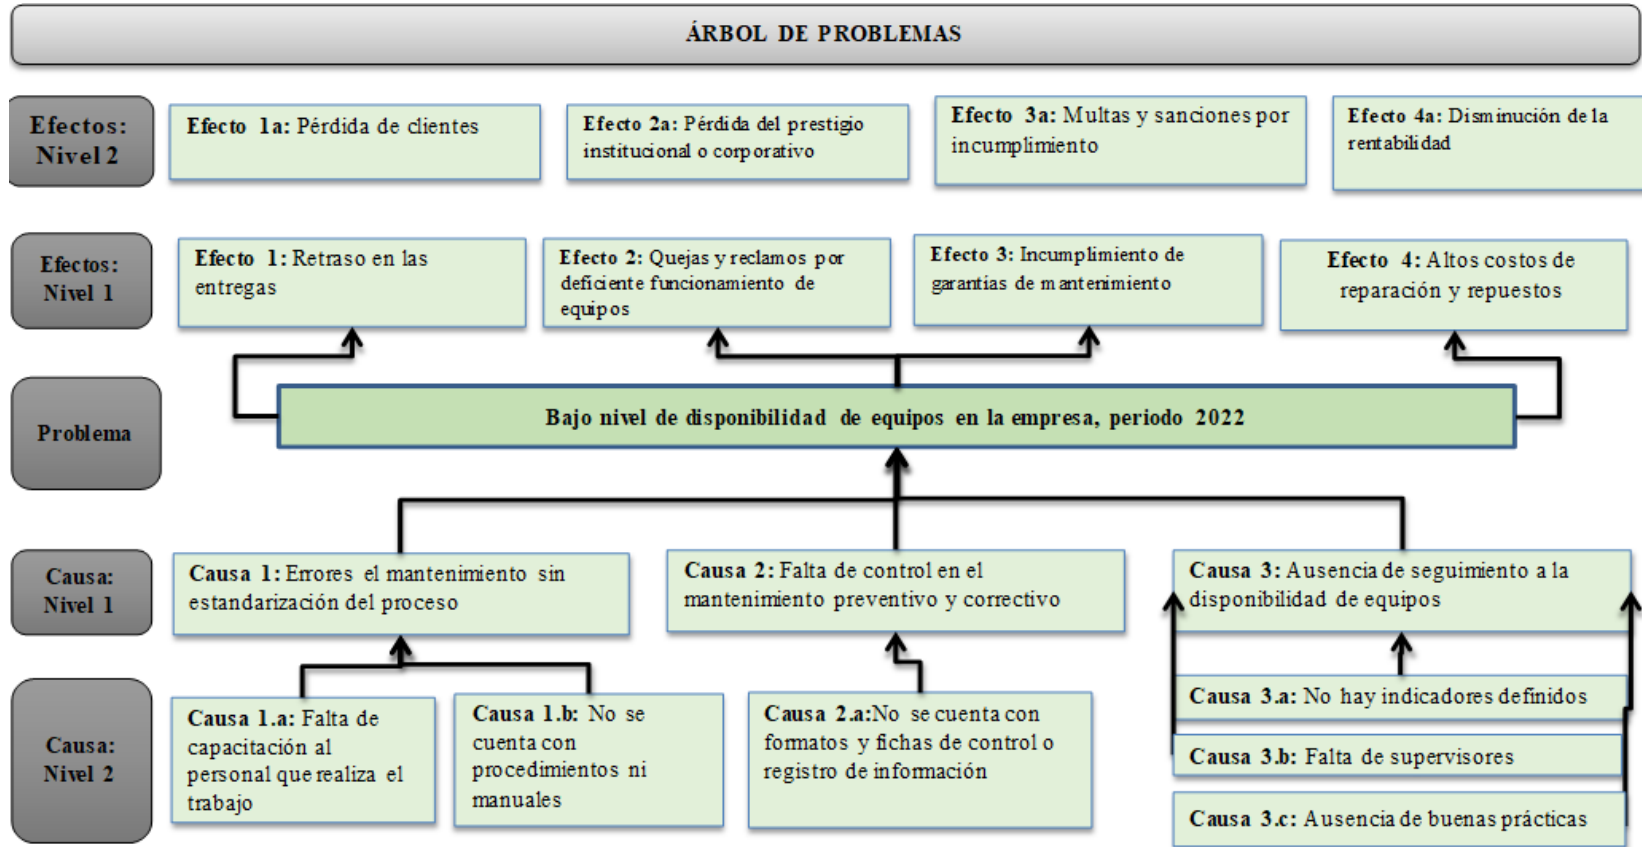 ÁRBOL DE PROBLEMAS
Efectos:
Nivel 2
Efecto 1a: Pérdida de clientes
Efecto 2a: Pérdida del prestigio
institucional o corporativo
Efecto 3a: Multas y sanciones por
incumplimiento
Efecto 4a: Disminución de la
rentabilidad
Efectos:
Nivel 1
Efecto 1: Retraso en las
entregas
Efecto 2: Quejas y reclamos por
deficiente funcionamiento de
equipos
Efecto 3: Incumplimiento de
garantías de mantenimiento
Efecto 4: Altos costos de
reparación y repuestos
Problema
Bajo nivel de disponibilidad de equipos en la empresa, periodo 2022
Causa:
Nivel 1
Causa 1: Errores el mantenimiento sin
estandarización del proceso
Causa 2: Falta de control en el
mantenimiento preventivo y correctivo
Causa 3: Ausencia de seguimiento a la
disponibilidad de equipos
Causa:
Nivel 2
Causa 1.a: Falta de
capacitación al
personal que realiza el
trabajo
Causa 1.b: No se
cuenta con
procedimientos ni
manuales
Causa 2.a:No se cuenta con
formatos y fichas de control o
registro de información
Causa 3.a: No hay indicadores definidos
Causa 3.b: Falta de supervisores
Causa 3.c: Ausencia de buenas prácticas